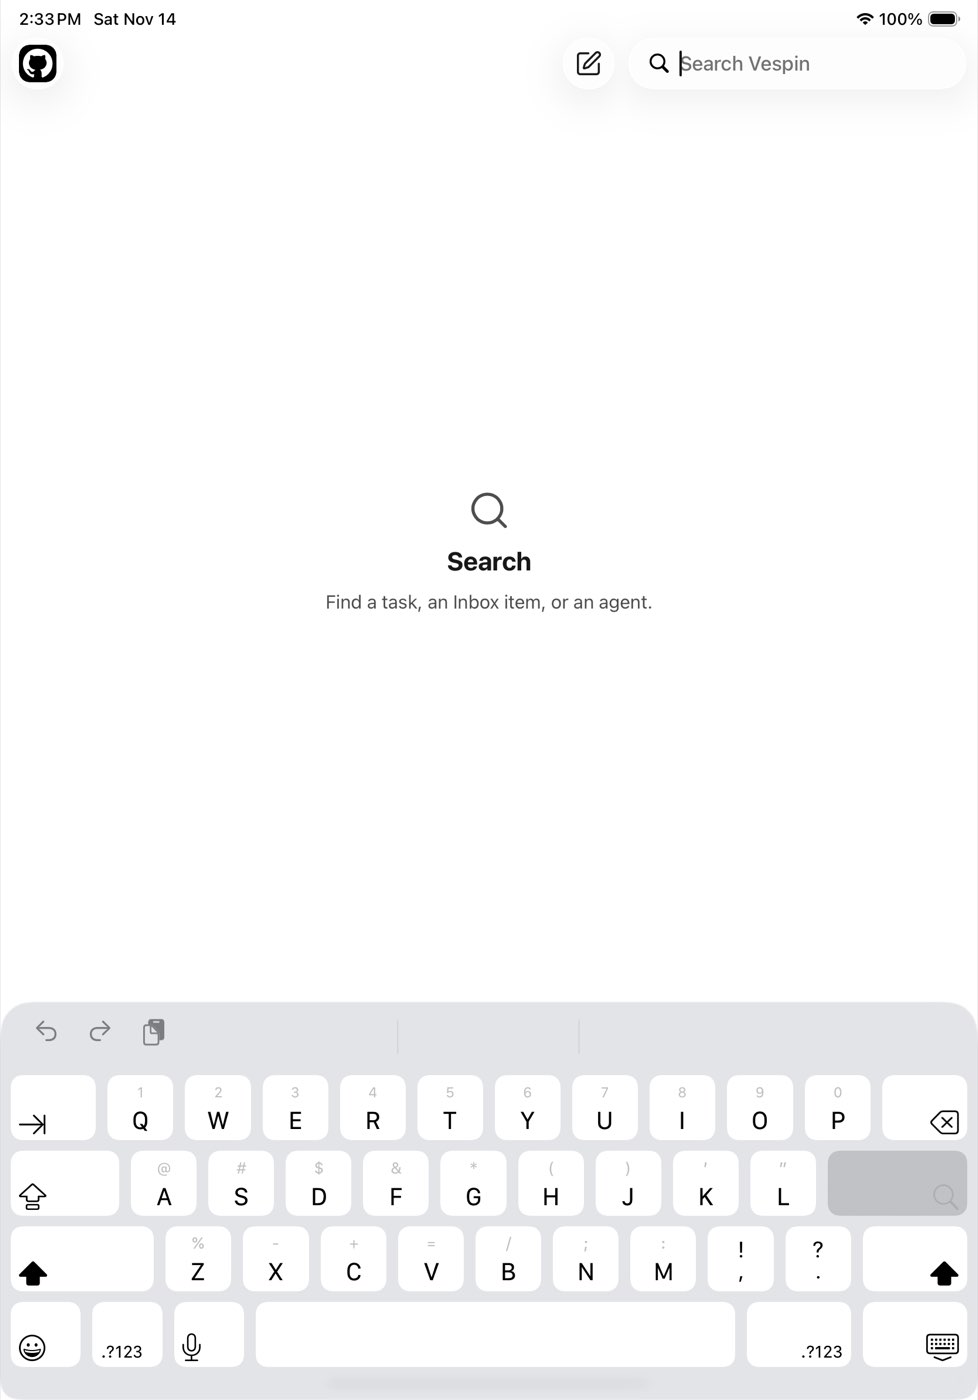 2:33 PM Sat Nov 14 100%
Search Vespin
Search
Find a task, an Inbox item, or an agent.
1 2 3 4 5 6 7 8 9 0
Q W E R T Y U I O P
@ # $ & * ( ) ' "
A S D F G H J K L
% - + = / ; : ! ?
Z X C V B N M , .
.?123 .?123